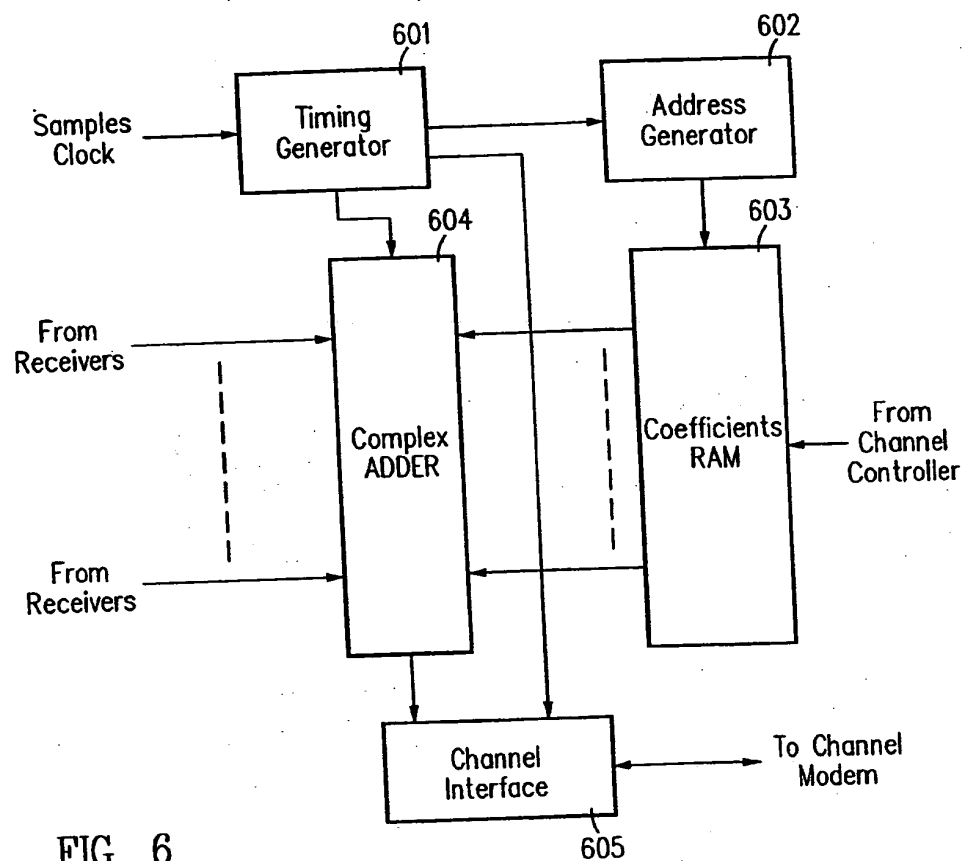 601
602
Samples
Clock
Timing
Generator
Address
Generator
604
603
From
Receivers
Complex
ADDER
Coefficients
RAM
From
Channel
Controller
From
Receivers
Channel
Interface
To Channel
Modem
605
FIG. 6